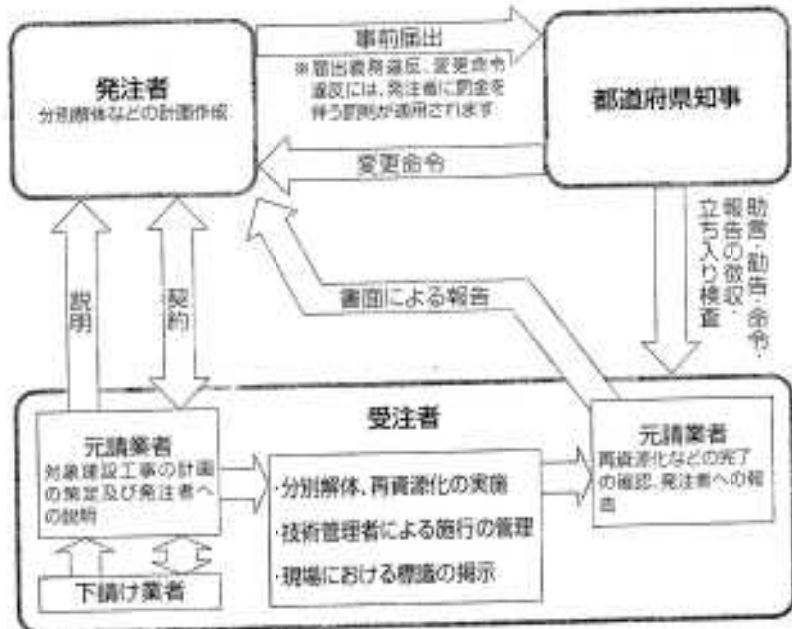 事前届出
発注者
分別解体などの計画作成
※届出義務違反、変更命令
違反には、発注者に罰金を
伴う罰則が適用されます
都道府県知事
変更命令
説明
契約
書面による報告
助言・勧告・命令・
報告の徴収・
立ち入り検査
受注者
元請業者
対象建設工事の計画
の策定及び発注者へ
の説明
下請け業者
・分別解体、再資源化の実施
・技術管理者による施行の管理
・現場における標識の掲示
元請業者
再資源化などの完了
の確認、発注者への報
告